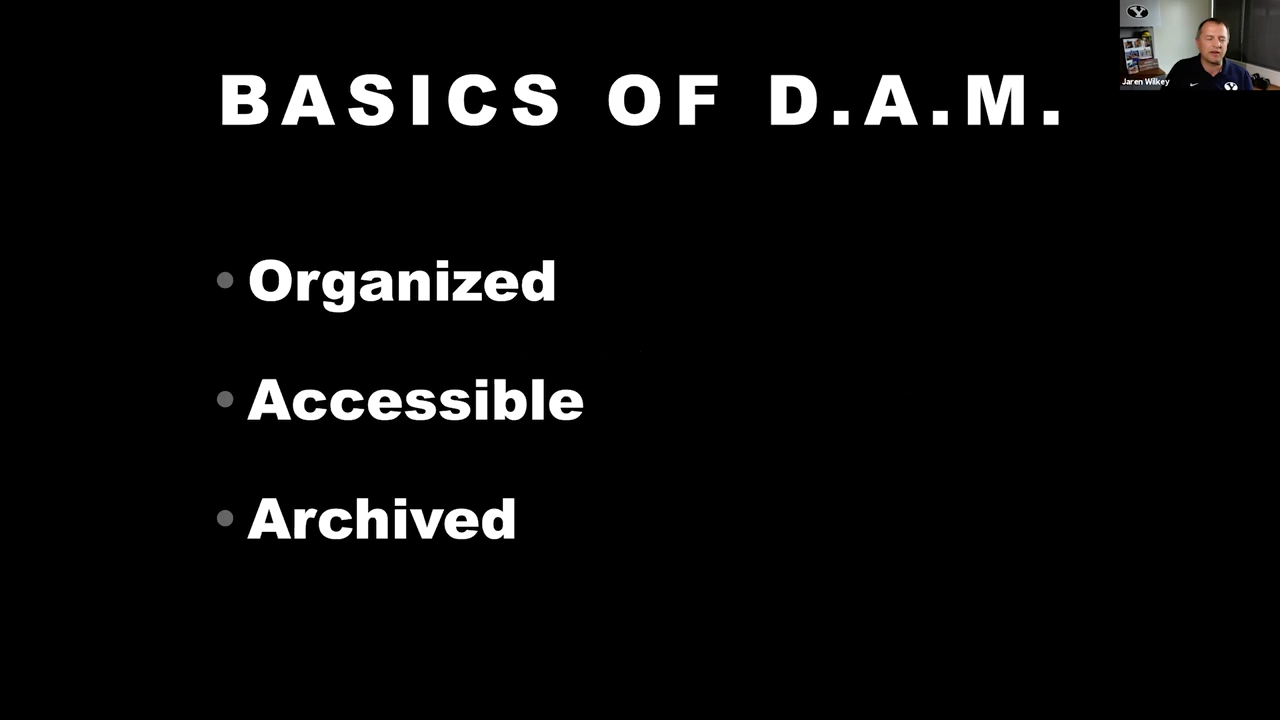 BASICS OF D.A.M.
Jaren Wilkey
• Organized
• Accessible
• Archived